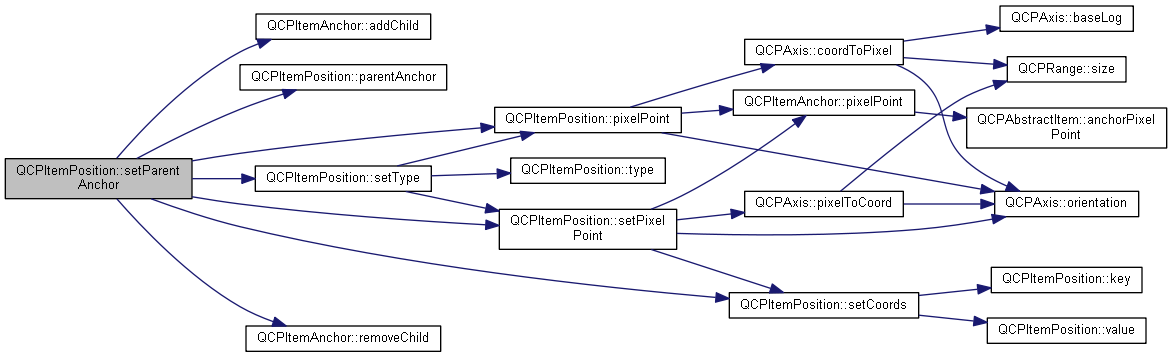 QCPItemPosition::setParent
Anchor
QCPItemAnchor::addChild
QCPItemPosition::parentAnchor
QCPItemPosition::setType
QCPItemAnchor::removeChild
QCPItemPosition::pixelPoint
QCPItemPosition::type
QCPItemPosition::setPixel
Point
QCPAxis::coordToPixel
QCPItemAnchor::pixelPoint
QCPAxis::pixelToCoord
QCPItemPosition::setCoords
QCPAxis::baseLog
QCPRange::size
QCPAbstractItem::anchorPixel
Point
QCPAxis::orientation
QCPItemPosition::key
QCPItemPosition::value